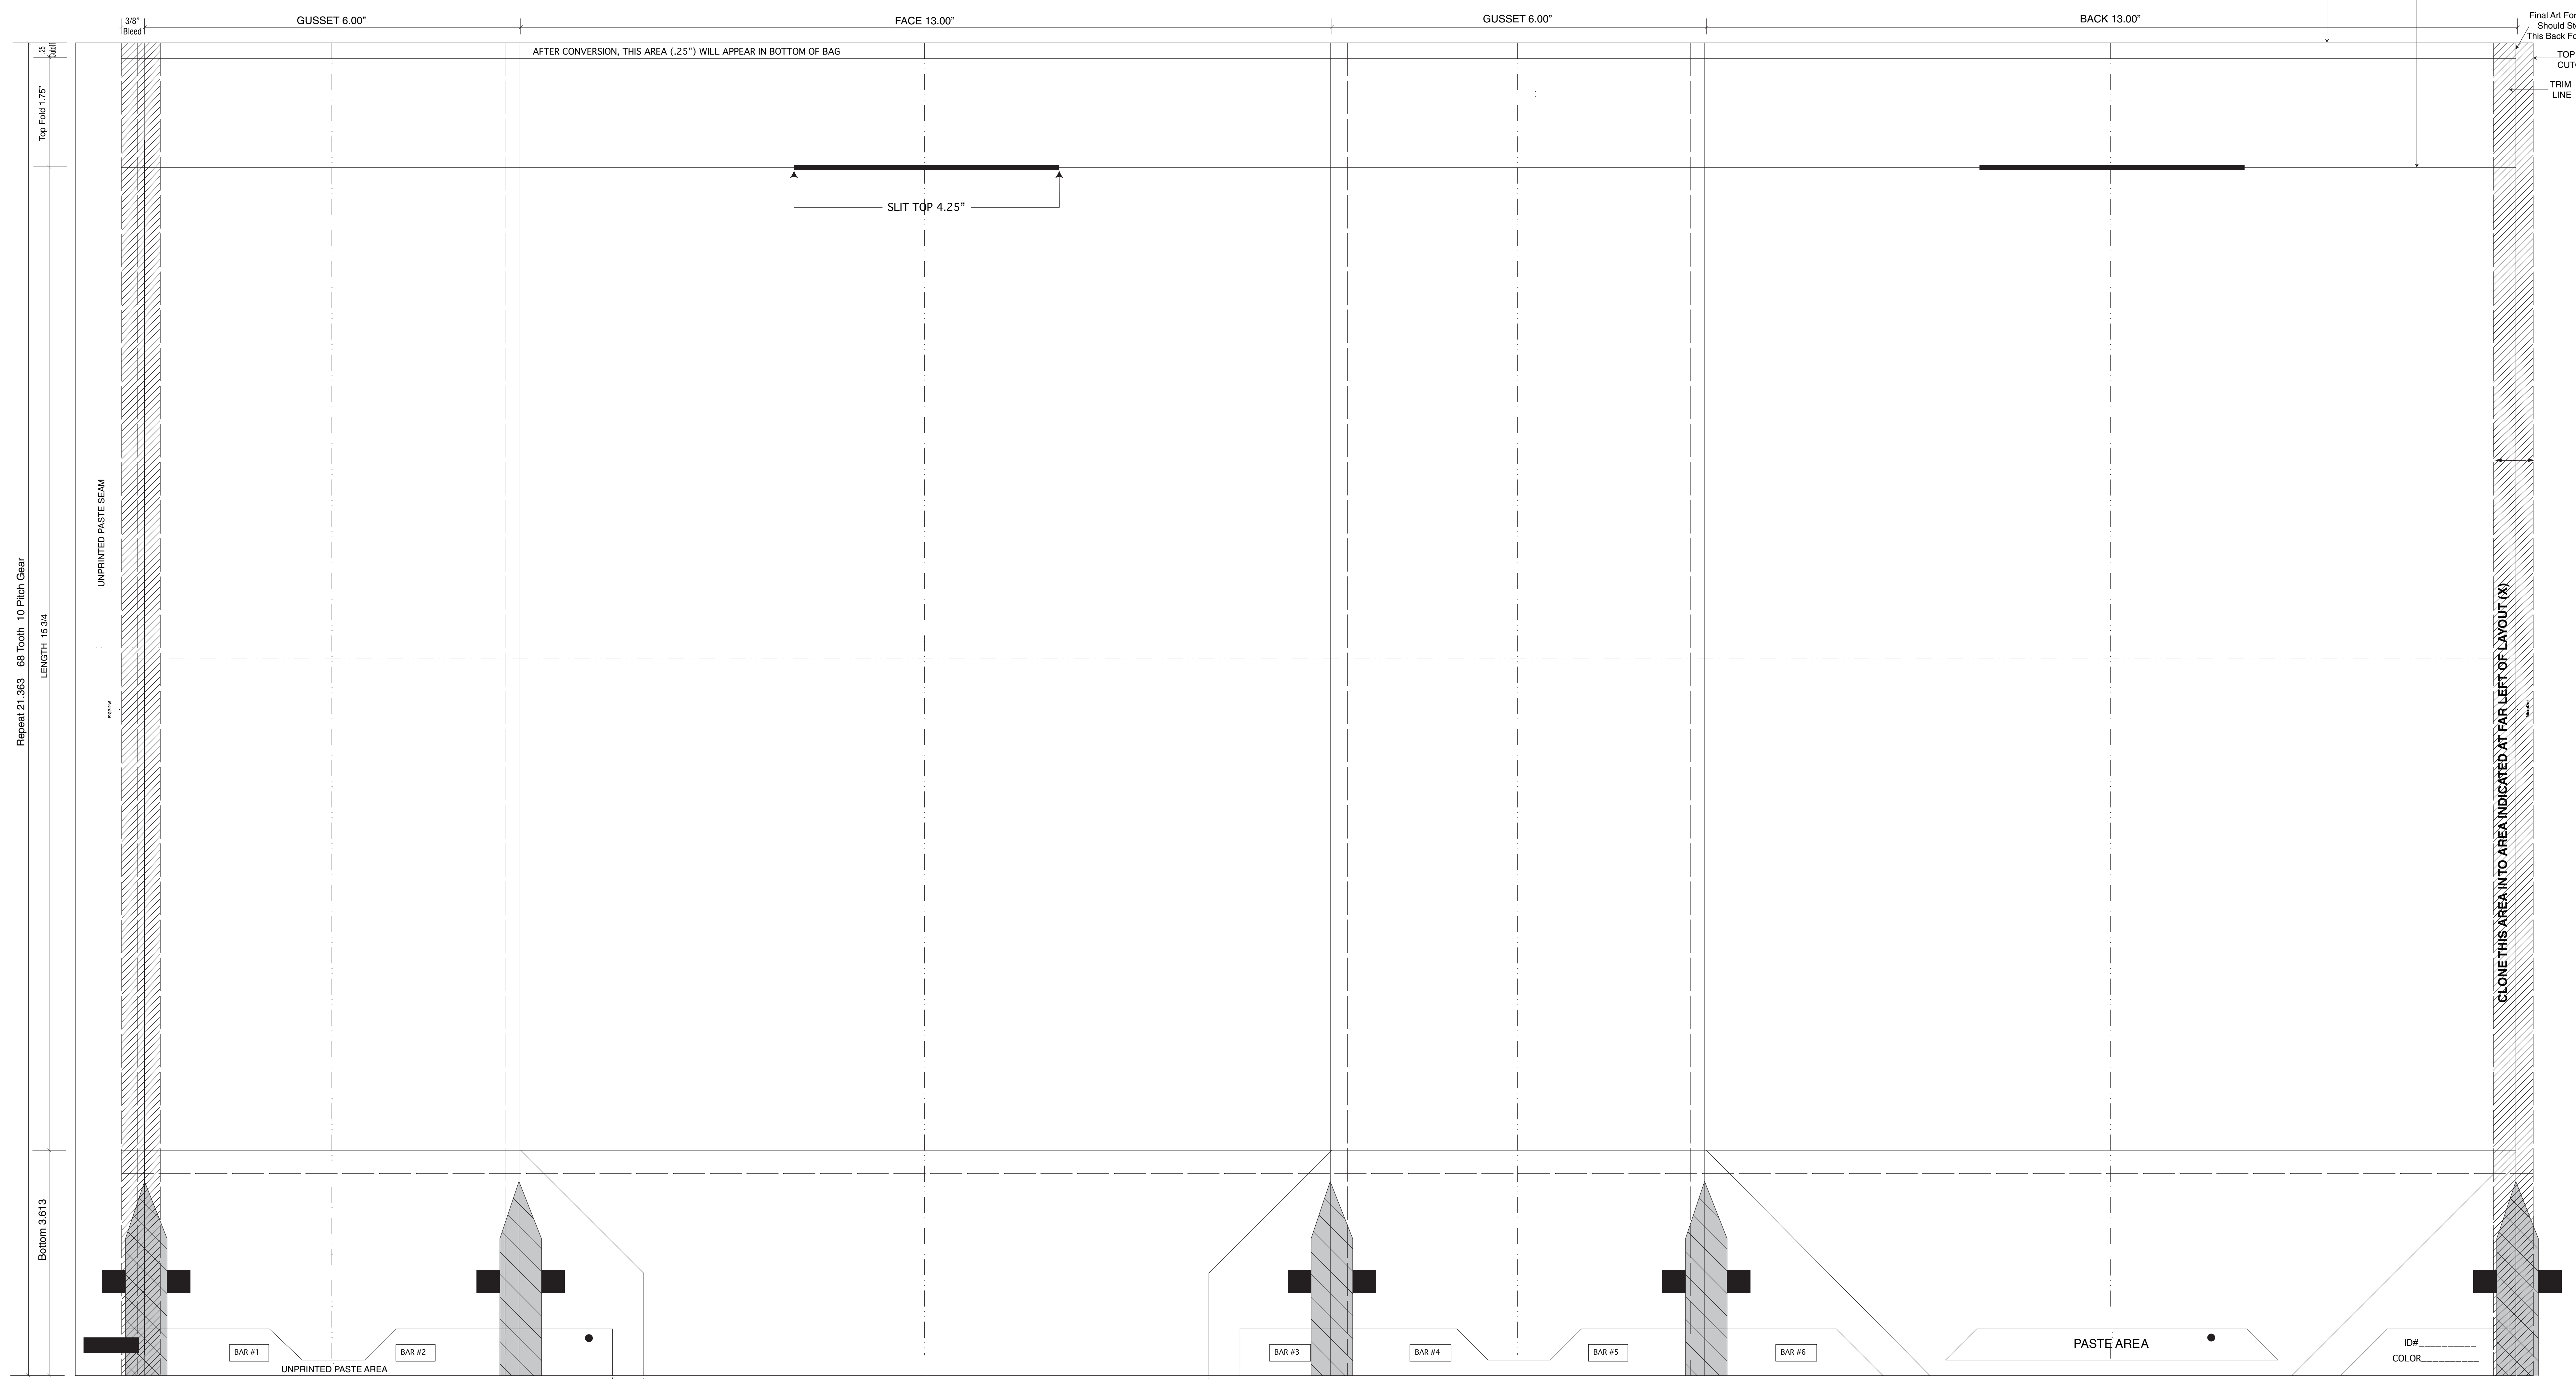 3/8"
Bleed
GUSSET 6.00"
FACE 13.00"
GUSSET 6.00"
BACK 13.00"
Final Art For
Should St
This Back Fo
TOP
CUT
TRIM
LINE
.25
Cutoff
AFTER CONVERSION, THIS AREA (.25") WILL APPEAR IN BOTTOM OF BAG
Top Fold 1.75"
SLIT TOP 4.25"
UNPRINTED PASTE SEAM
Repeat 21.363 68 Tooth 10 Pitch Gear
LENGTH 15 3/4
CLONE THIS AREA INTO AREA INDICATED AT FAR LEFT OF LAYOUT (X)
Bottom 3.613
BAR #1
BAR #2
BAR #3
BAR #4
BAR #5
BAR #6
PASTE AREA
ID#__________
COLOR__________
UNPRINTED PASTE AREA